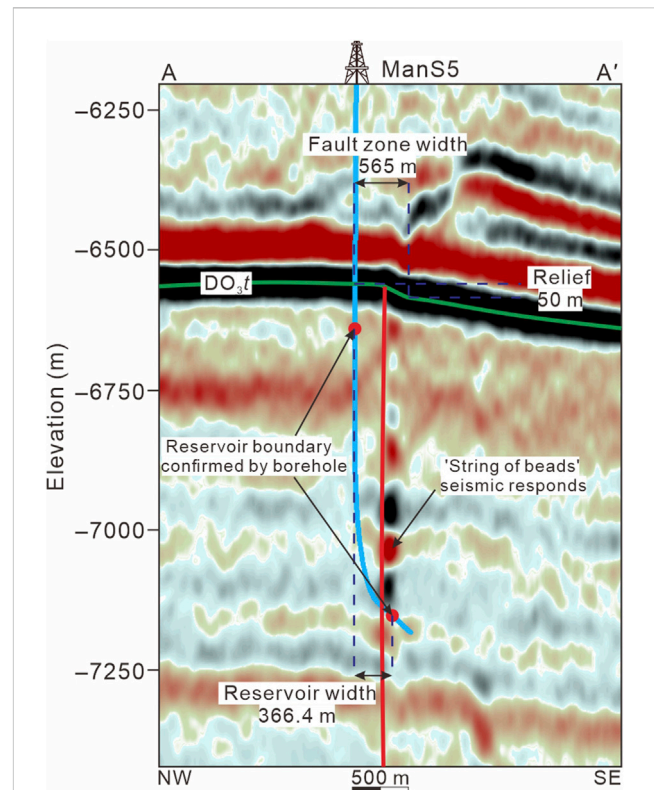 A
ManS5
A′
−6250
Fault zone width
565 m
−6500
DO₃t
Relief
50 m
−6750
Elevation (m)
Reservoir boundary
confirmed by borehole
'String of beads'
seismic responds
−7000
−7250
Reservoir width
366.4 m
NW
500 m
SE